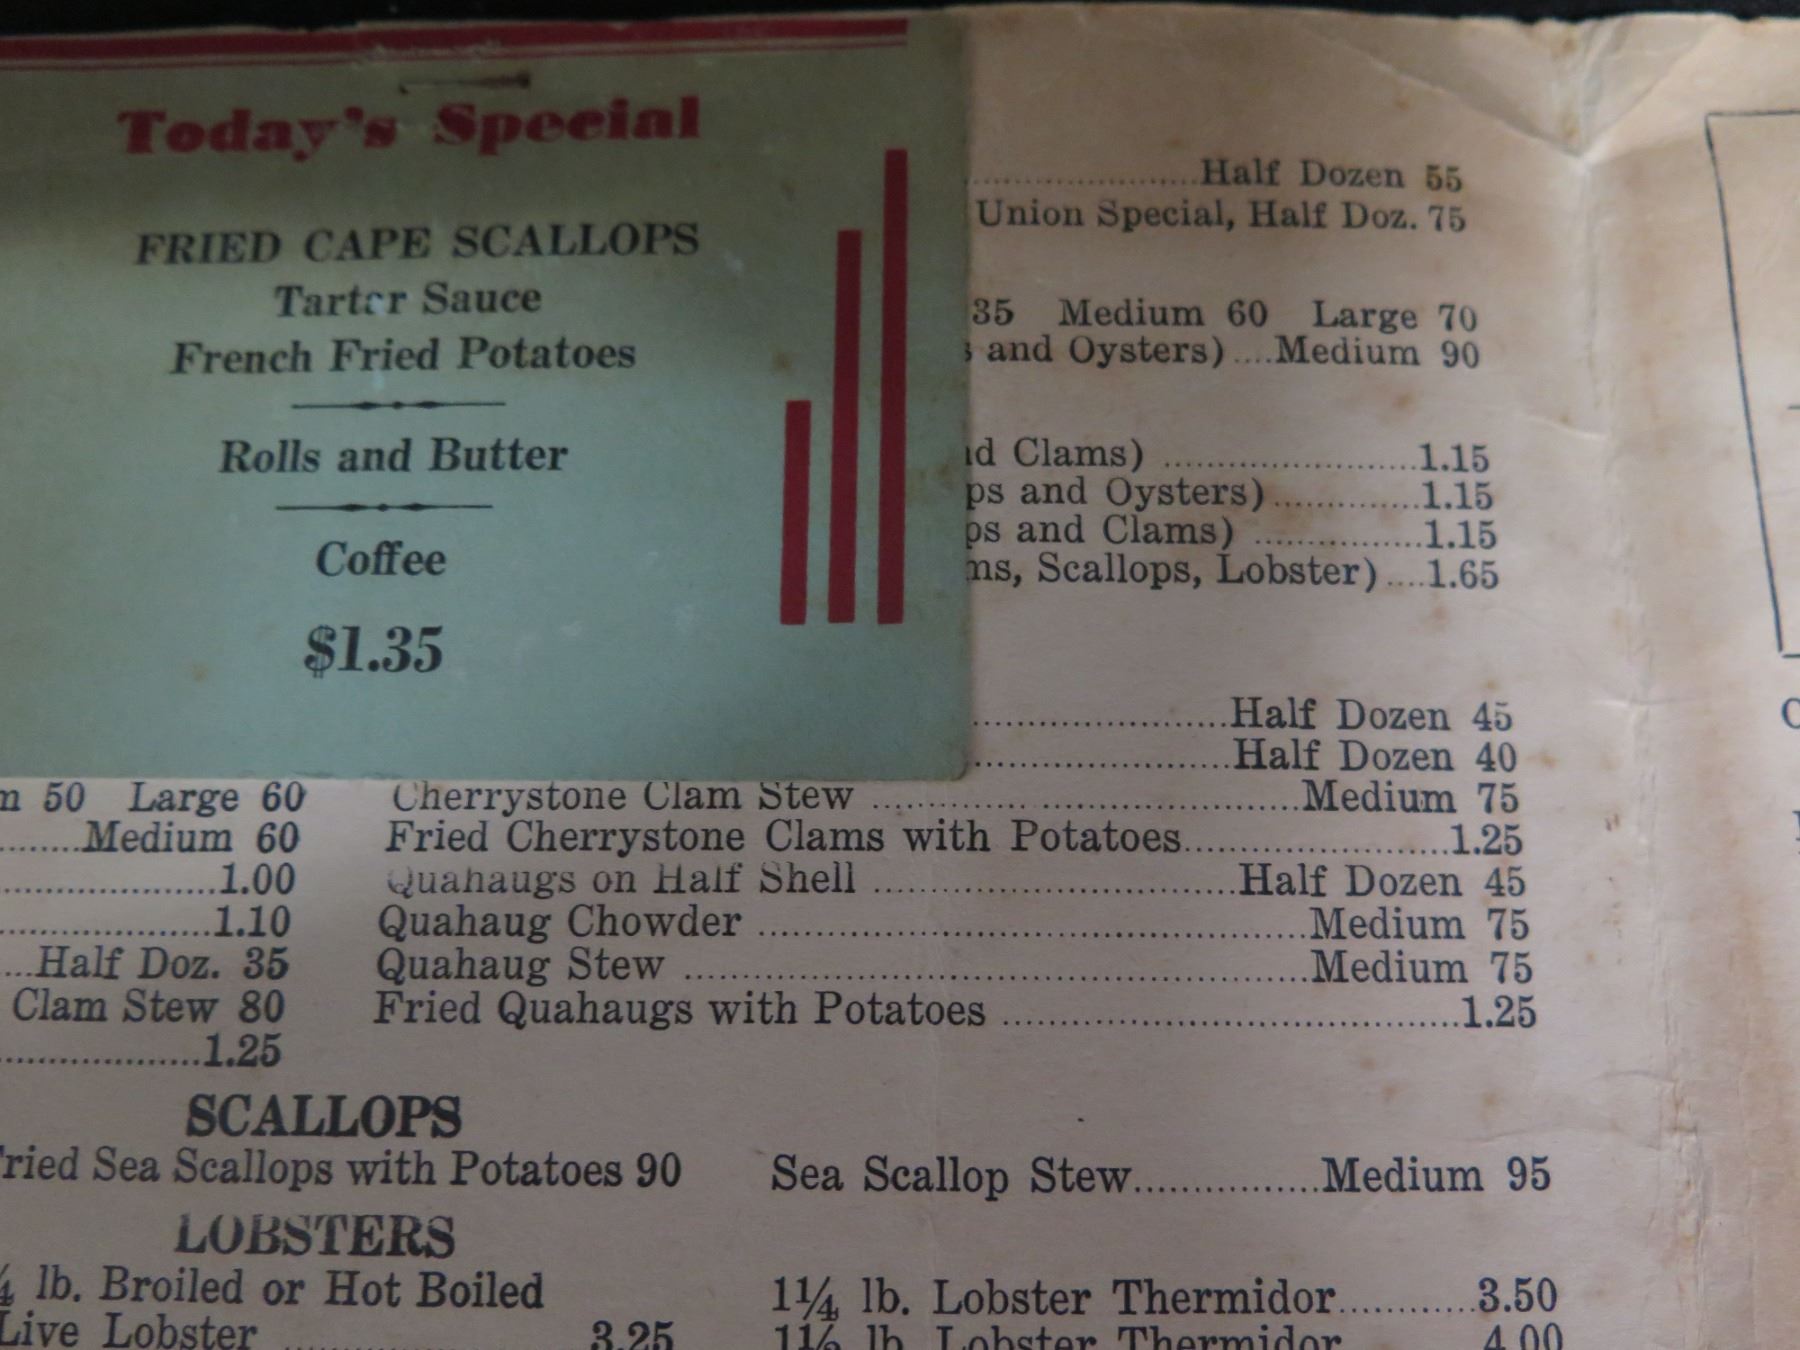 Today's Special
FRIED CAPE SCALLOPS
Tartar Sauce
French Fried Potatoes
Rolls and Butter
Coffee
$1.35
Half Dozen 55
Union Special, Half Doz. 75
35 Medium 60 Large 70
and Oysters) Medium 90
Clams) 1.15
and Oysters) 1.15
and Clams) 1.15
Scallops, Lobster) 1.65
Half Dozen 45
Half Dozen 40
50 Large 60
Medium 60
1.00
1.10
Half Doz. 35
Clam Stew 80
1.25
Cherrystone Clam Stew Medium 75
Fried Cherrystone Clams with Potatoes 1.25
Quahaugs on Half Shell Half Dozen 45
Quahaug Chowder Medium 75
Quahaug Stew Medium 75
Fried Quahaugs with Potatoes 1.25
SCALLOPS
Fried Sea Scallops with Potatoes 90
Sea Scallop Stew Medium 95
LOBSTERS
lb. Broiled or Hot Boiled
Live Lobster 3.25
1¼ lb. Lobster Thermidor 3.50
1½ lb. Lobster Thermidor 4.00